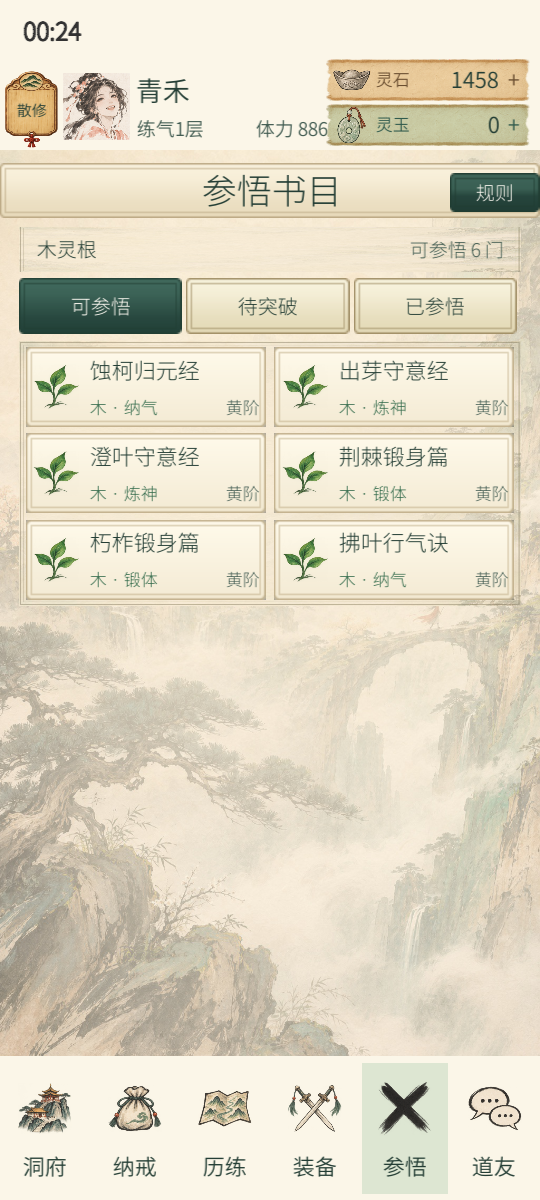 00:24
散修
青禾
练气1层
体力 886
灵石 1458 +
灵玉 0 +
参悟书目
规则
木灵根
可参悟 6 门
可参悟
待突破
已参悟
蚀柯归元经
木 · 纳气 黄阶
出芽守意经
木 · 炼神 黄阶
澄叶守意经
木 · 炼神 黄阶
荆棘锻身篇
木 · 锻体 黄阶
朽柞锻身篇
木 · 锻体 黄阶
拂叶行气诀
木 · 纳气 黄阶
洞府
纳戒
历练
装备
参悟
道友